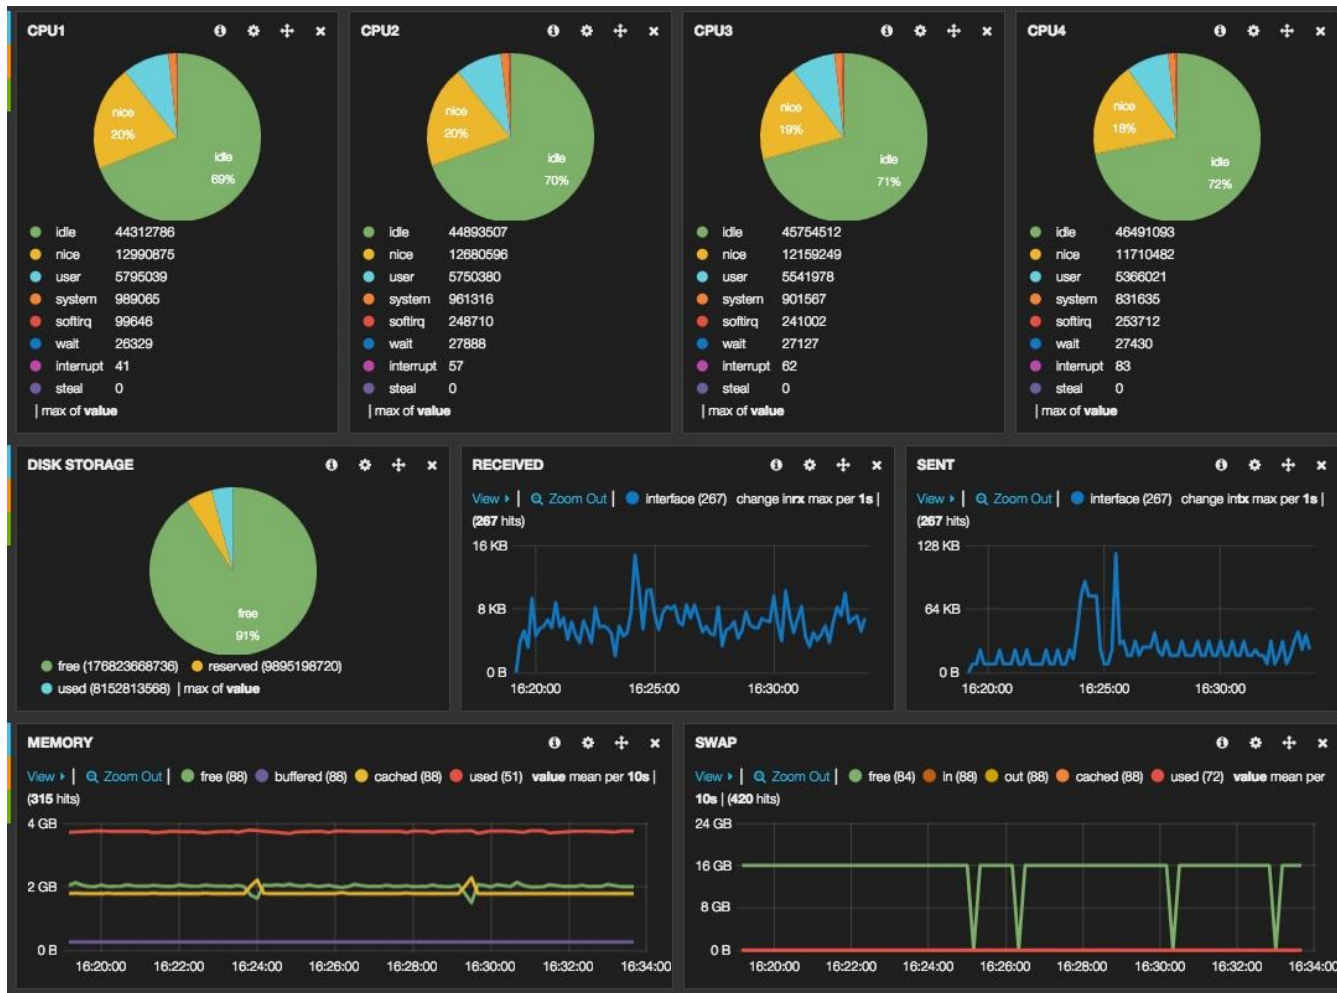 CPU1
nice
20%
idle
69%
idle 44312786
nice 12990875
user 5795039
system 989065
softirq 99646
wait 26329
interrupt 41
steal 0
| max of value
CPU2
nice
20%
idle
70%
idle 44893507
nice 12680596
user 5750380
system 961316
softirq 248710
wait 27888
interrupt 57
steal 0
| max of value
CPU3
nice
19%
idle
71%
idle 45754512
nice 12159249
user 5541978
system 901567
softirq 241002
wait 27127
interrupt 62
steal 0
| max of value
CPU4
nice
18%
idle
72%
idle 46491093
nice 11710482
user 5366021
system 831635
softirq 253712
wait 27430
interrupt 83
steal 0
| max of value
DISK STORAGE
free
91%
free (176823668736) reserved (9895198720)
used (8152813568) | max of value
RECEIVED
View | Zoom Out | interface (267) change inrx max per 1s |
(267 hits)
16 KB
8 KB
0 B
16:20:00 16:25:00 16:30:00
SENT
View | Zoom Out | interface (267) change intx max per 1s |
(267 hits)
128 KB
64 KB
0 B
16:20:00 16:25:00 16:30:00
MEMORY
View | Zoom Out | free (88) buffered (88) cached (88) used (51) value mean per 10s |
(315 hits)
4 GB
2 GB
0 B
16:20:00 16:22:00 16:24:00 16:26:00 16:28:00 16:30:00 16:32:00 16:34:00
SWAP
View | Zoom Out | free (84) in (88) out (88) cached (88) used (72) value mean per
10s | (420 hits)
24 GB
16 GB
8 GB
0 B
16:20:00 16:22:00 16:24:00 16:26:00 16:28:00 16:30:00 16:32:00 16:34:00